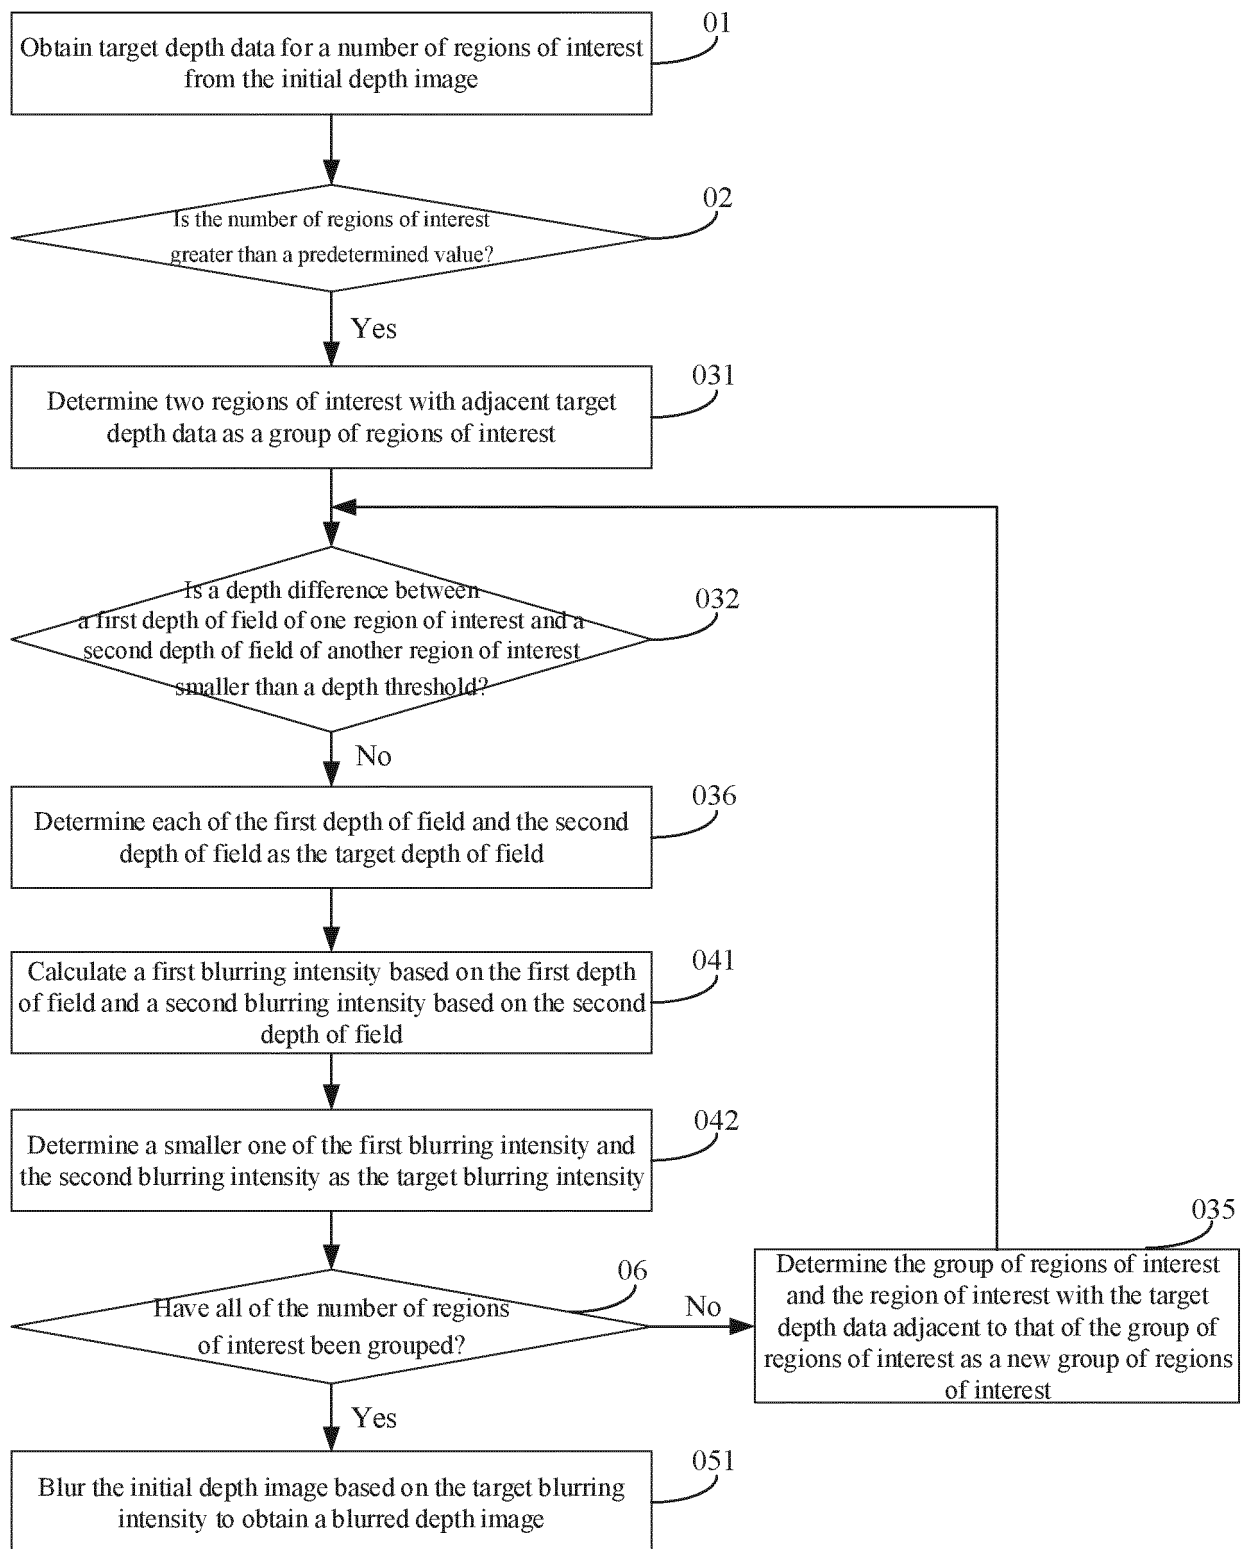 01
Obtain target depth data for a number of regions of interest
from the initial depth image
02
Is the number of regions of interest
greater than a predetermined value?
Yes
031
Determine two regions of interest with adjacent target
depth data as a group of regions of interest
032
Is a depth difference between
a first depth of field of one region of interest and a
second depth of field of another region of interest
smaller than a depth threshold?
No
036
Determine each of the first depth of field and the second
depth of field as the target depth of field
041
Calculate a first blurring intensity based on the first depth
of field and a second blurring intensity based on the second
depth of field
042
Determine a smaller one of the first blurring intensity and
the second blurring intensity as the target blurring intensity
06
Have all of the number of regions
of interest been grouped?
No
035
Determine the group of regions of interest
and the region of interest with the target
depth data adjacent to that of the group of
regions of interest as a new group of regions
of interest
Yes
051
Blur the initial depth image based on the target blurring
intensity to obtain a blurred depth image